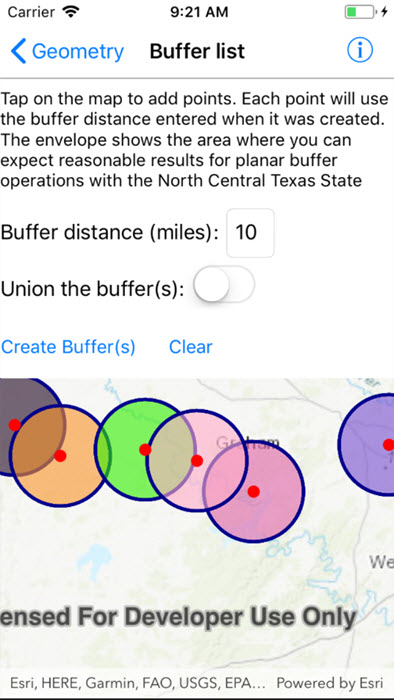 Carrier 9:21 AM
Geometry Buffer list
Tap on the map to add points. Each point will use
the buffer distance entered when it was created.
The envelope shows the area where you can
expect reasonable results for planar buffer
operations with the North Central Texas State
Buffer distance (miles): 10
Union the buffer(s):
Create Buffer(s) Clear
Graham
We
ensed For Developer Use Only
Esri, HERE, Garmin, FAO, USGS, EPA... Powered by Esri